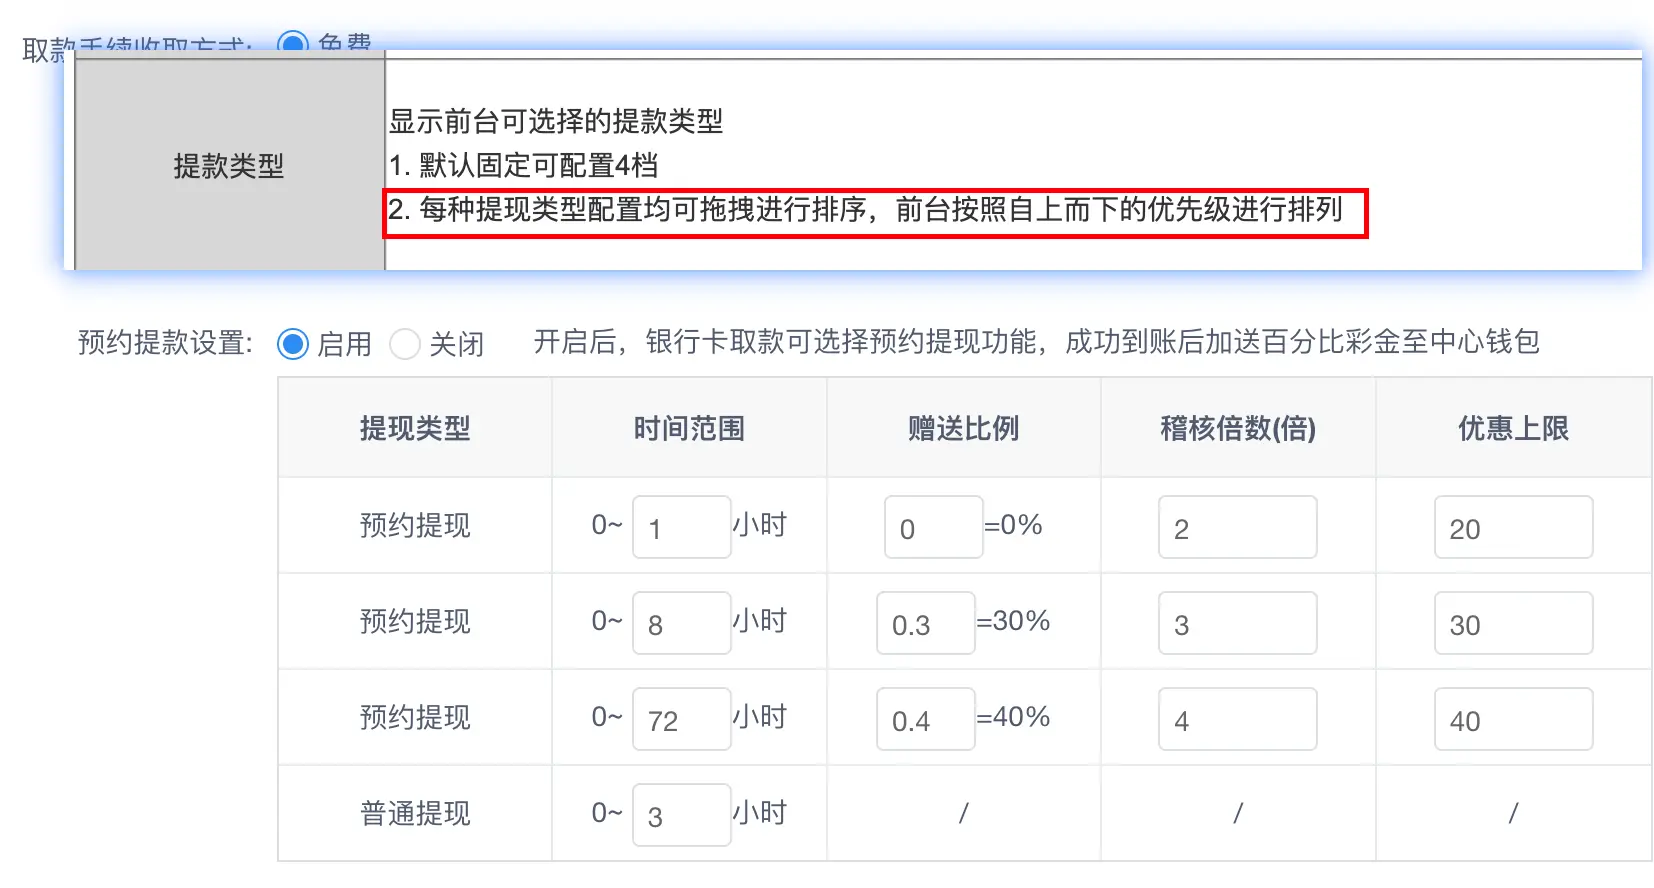 取款手续收取方式: 免费
提款类型
显示前台可选择的提款类型
1. 默认固定可配置4档
2. 每种提现类型配置均可拖拽进行排序，前台按照自上而下的优先级进行排列
预约提款设置: 启用 关闭 开启后，银行卡取款可选择预约提现功能，成功到账后加送百分比彩金至中心钱包
提现类型 时间范围 赠送比例 稽核倍数(倍) 优惠上限
预约提现 0~ 1 小时 0 =0% 2 20
预约提现 0~ 8 小时 0.3 =30% 3 30
预约提现 0~ 72 小时 0.4 =40% 4 40
普通提现 0~ 3 小时 / / /